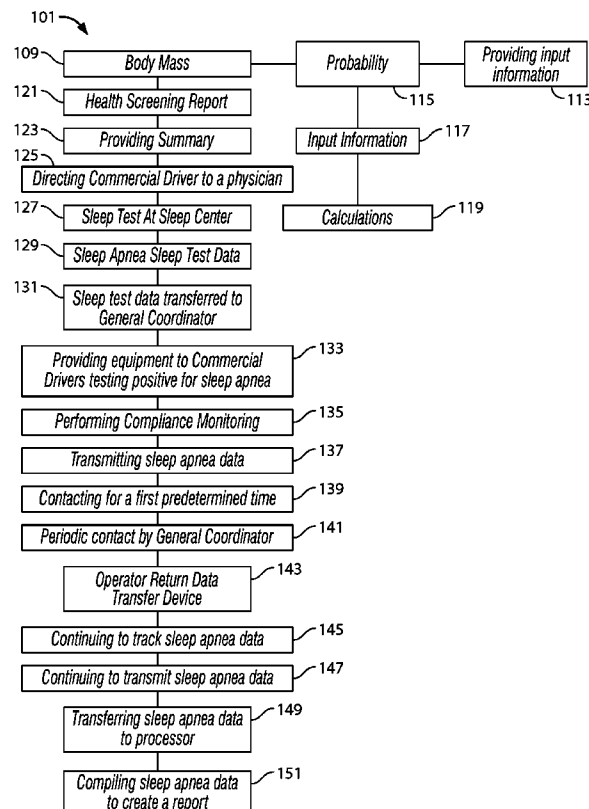 101
109
Body Mass
Probability
115
Providing input
information
113
121
Health Screening Report
123
Providing Summary
Input Information
117
125
Directing Commercial Driver to a physician
127
Sleep Test At Sleep Center
Calculations
119
129
Sleep Apnea Sleep Test Data
131
Sleep test data transferred to
General Coordinator
133
Providing equipment to Commercial
Drivers testing positive for sleep apnea
135
Performing Compliance Monitoring
137
Transmitting sleep apnea data
139
Contacting for a first predetermined time
141
Periodic contact by General Coordinator
143
Operator Return Data
Transfer Device
145
Continuing to track sleep apnea data
147
Continuing to transmit sleep apnea data
149
Transferring sleep apnea data
to processor
151
Compiling sleep apnea data
to create a report